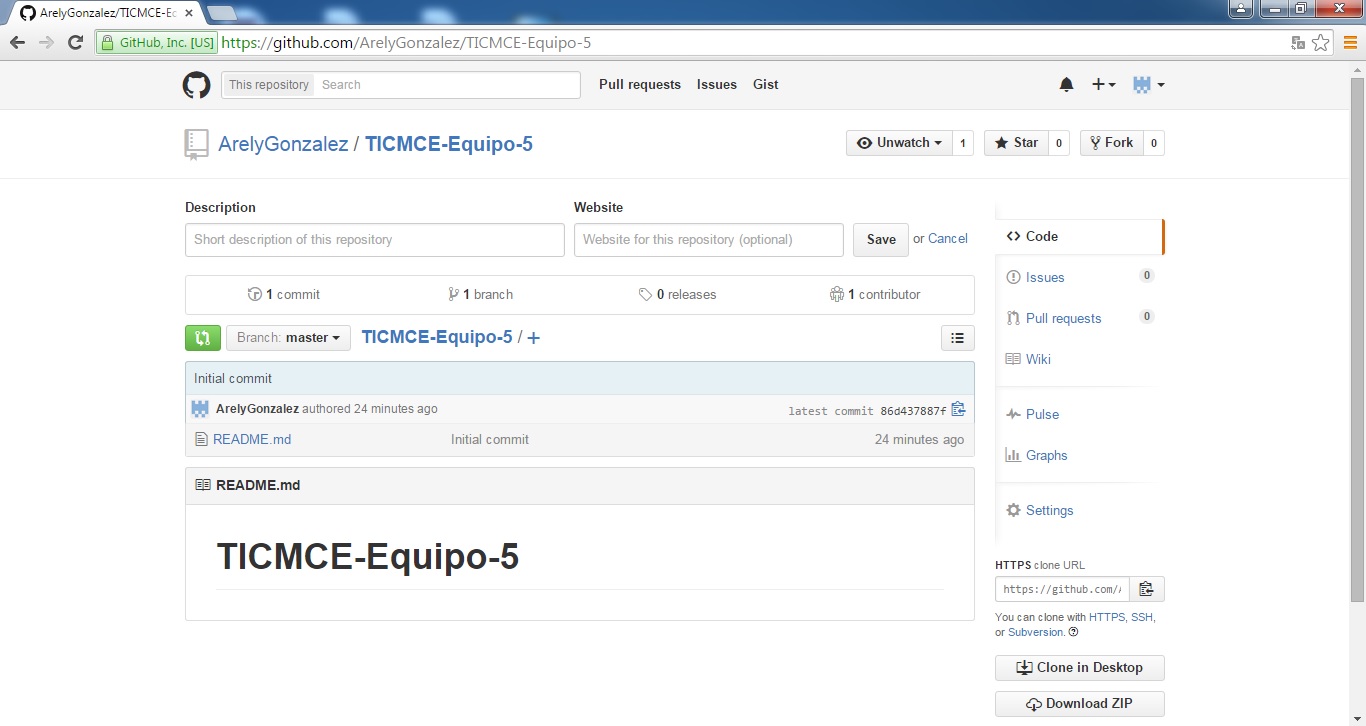 ArelyGonzalez/TICMCE-Ec
GitHub, Inc. [US] https://github.com/ArelyGonzalez/TICMCE-Equipo-5
This repository Search Pull requests Issues Gist
ArelyGonzalez / TICMCE-Equipo-5 Unwatch 1 Star 0 Fork 0
Description Website
Short description of this repository Website for this repository (optional) Save or Cancel
Code
Issues 0
Pull requests 0
Wiki
Pulse
Graphs
Settings
1 commit 1 branch 0 releases 1 contributor
Branch: master TICMCE-Equipo-5 / +
Initial commit
ArelyGonzalez authored 24 minutes ago latest commit 86d437887f
README.md Initial commit 24 minutes ago
README.md
TICMCE-Equipo-5
HTTPS clone URL
https://github.com/A
You can clone with HTTPS, SSH,
or Subversion.
Clone in Desktop
Download ZIP